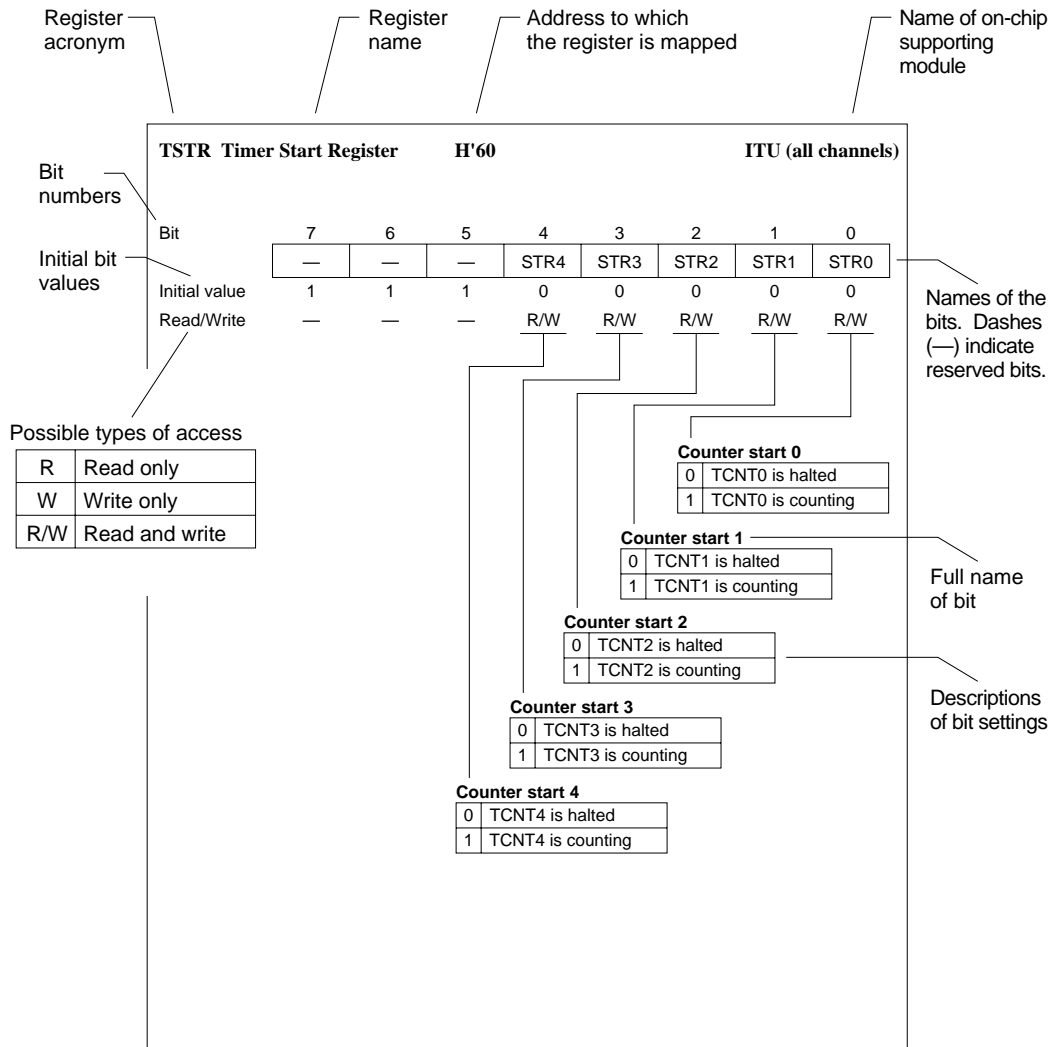 Register
acronym
Register
name
Address to which
the register is mapped
Name of on-chip
supporting
module
TSTR Timer Start Register H'60 ITU (all channels)
Bit
numbers
Bit 7 6 5 4 3 2 1 0
— — — STR4 STR3 STR2 STR1 STR0
Initial bit
values
Initial value 1 1 1 0 0 0 0 0
Read/Write — — — R/W R/W R/W R/W R/W
Names of the
bits. Dashes
(—) indicate
reserved bits.
Possible types of access
R Read only
W Write only
R/W Read and write
Counter start 0
0 TCNT0 is halted
1 TCNT0 is counting
Counter start 1
0 TCNT1 is halted
1 TCNT1 is counting
Full name
of bit
Counter start 2
0 TCNT2 is halted
1 TCNT2 is counting
Descriptions
of bit settings
Counter start 3
0 TCNT3 is halted
1 TCNT3 is counting
Counter start 4
0 TCNT4 is halted
1 TCNT4 is counting